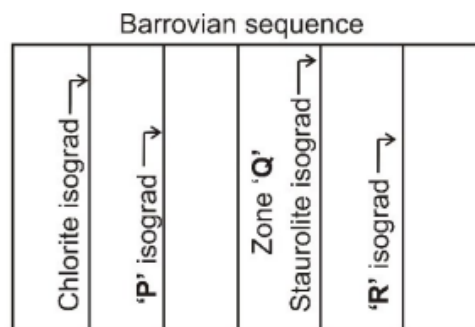 Barrovian sequence
Chlorite isograd
‘P’ isograd
Zone ‘Q’
Staurolite isograd
‘R’ isograd